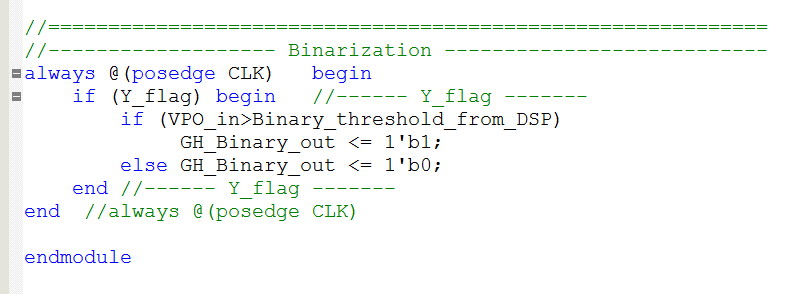 //============================================================
//------------------- Binarization ---------------------------
always @(posedge CLK)   begin
    if (Y_flag) begin   //------ Y_flag -------
        if (VPO_in>Binary_threshold_from_DSP)
             GH_Binary_out <= 1'b1;
        else GH_Binary_out <= 1'b0;
    end //------ Y_flag -------
end  //always @(posedge CLK)
endmodule